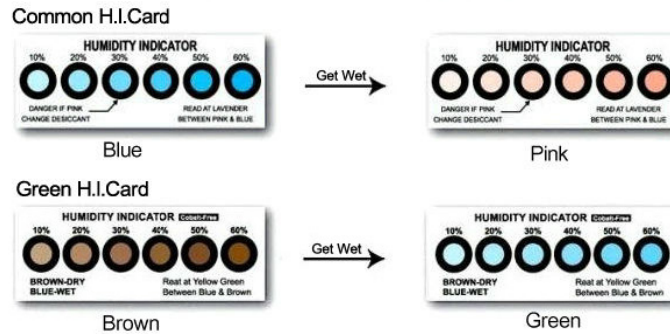 Common H.I.Card
HUMIDITY INDICATOR
10% 20% 30% 40% 50% 60%
DANGER IF PINK
CHANGE DESICCANT
READ AT LAVENDER
BETWEEN PINK & BLUE
Blue
Get Wet
HUMIDITY INDICATOR
10% 20% 30% 40% 50% 60%
DANGER IF PINK
CHANGE DESICCANT
READ AT LAVENDER
BETWEEN PINK & BLUE
Pink
Green H.I.Card
HUMIDITY INDICATOR Cobalt-Free
10% 20% 30% 40% 50% 60%
BROWN-DRY
BLUE-WET
Reat at Yellow Green
Between Blue & Brown
Brown
Get Wet
HUMIDITY INDICATOR Cobalt-Free
10% 20% 30% 40% 50% 60%
BROWN-DRY
BLUE-WET
Reat at Yellow Green
Between Blue & Brown
Green